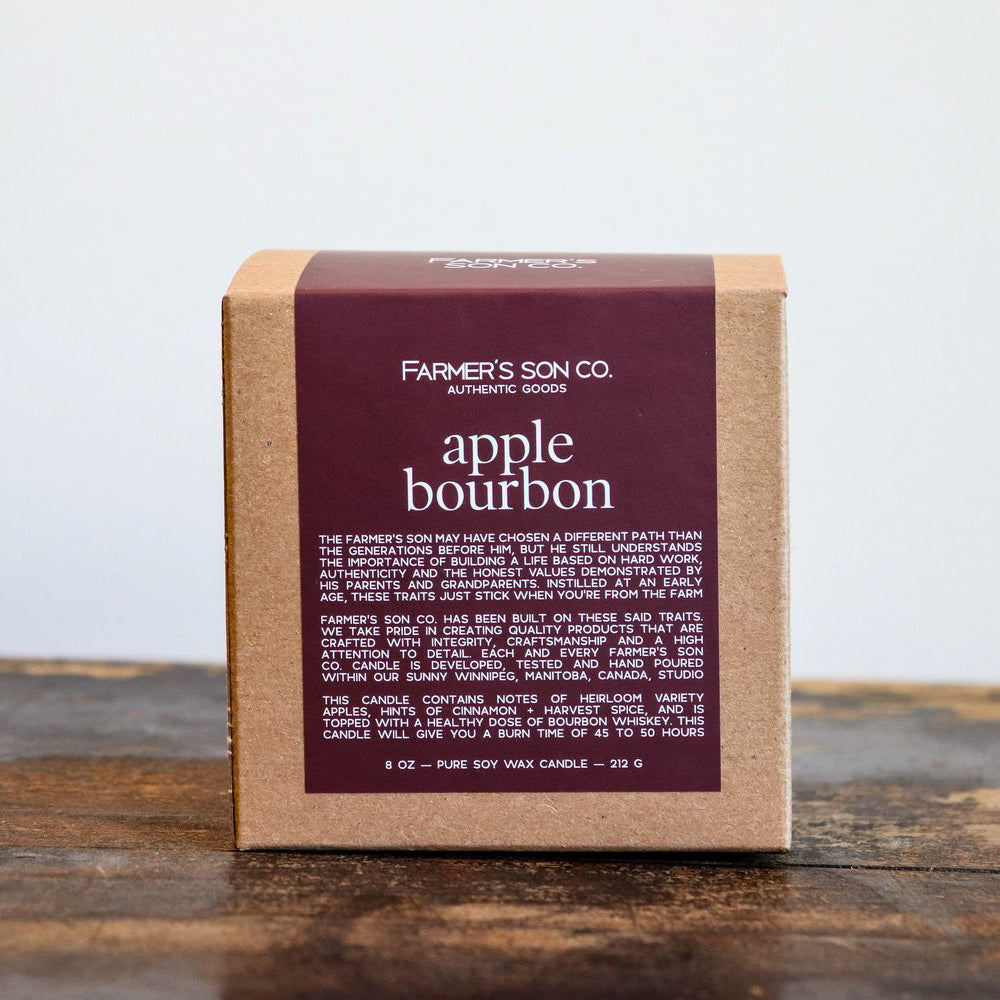 FARMER'S
SON CO.
FARMER'S SON CO.
AUTHENTIC GOODS
apple
bourbon
THE FARMER'S SON MAY HAVE CHOSEN A DIFFERENT PATH THAN
THE GENERATIONS BEFORE HIM, BUT HE STILL UNDERSTANDS
THE IMPORTANCE OF BUILDING A LIFE BASED ON HARD WORK,
AUTHENTICITY AND THE HONEST VALUES DEMONSTRATED BY
HIS PARENTS AND GRANDPARENTS. INSTILLED AT AN EARLY
AGE, THESE TRAITS JUST STICK WHEN YOU'RE FROM THE FARM
FARMER'S SON CO. HAS BEEN BUILT ON THESE SAID TRAITS.
WE TAKE PRIDE IN CREATING QUALITY PRODUCTS THAT ARE
CRAFTED WITH INTEGRITY, CRAFTSMANSHIP AND A HIGH
ATTENTION TO DETAIL. EACH AND EVERY FARMER'S SON
CO. CANDLE IS DEVELOPED, TESTED AND HAND POURED
WITHIN OUR SUNNY WINNIPEG, MANITOBA, CANADA, STUDIO
THIS CANDLE CONTAINS NOTES OF HEIRLOOM VARIETY
APPLES, HINTS OF CINNAMON + HARVEST SPICE, AND IS
TOPPED WITH A HEALTHY DOSE OF BOURBON WHISKEY. THIS
CANDLE WILL GIVE YOU A BURN TIME OF 45 TO 50 HOURS
8 OZ — PURE SOY WAX CANDLE — 212 G